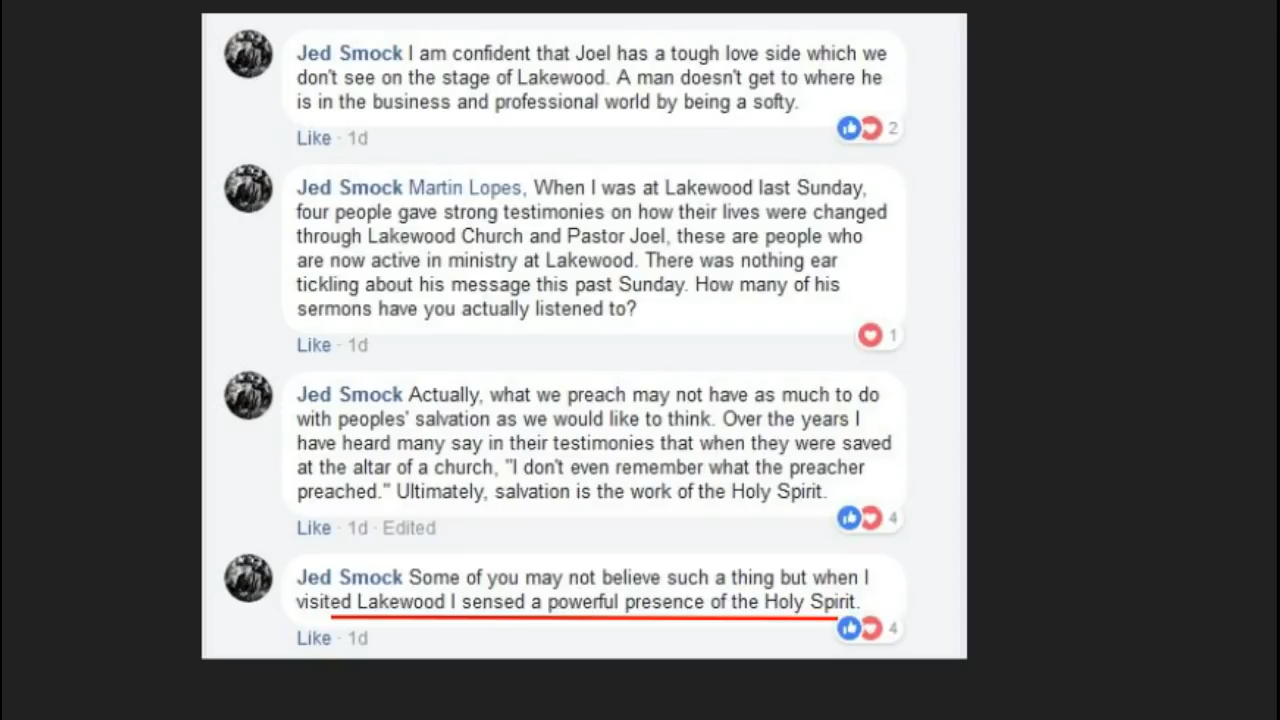 Jed Smock I am confident that Joel has a tough love side which we
don't see on the stage of Lakewood. A man doesn't get to where he
is in the business and professional world by being a softy.
2
Like · 1d
Jed Smock Martin Lopes, When I was at Lakewood last Sunday,
four people gave strong testimonies on how their lives were changed
through Lakewood Church and Pastor Joel, these are people who
are now active in ministry at Lakewood. There was nothing ear
tickling about his message this past Sunday. How many of his
sermons have you actually listened to?
1
Like · 1d
Jed Smock Actually, what we preach may not have as much to do
with peoples' salvation as we would like to think. Over the years I
have heard many say in their testimonies that when they were saved
at the altar of a church, "I don't even remember what the preacher
preached." Ultimately, salvation is the work of the Holy Spirit.
4
Like · 1d · Edited
Jed Smock Some of you may not believe such a thing but when I
visited Lakewood I sensed a powerful presence of the Holy Spirit.
4
Like · 1d